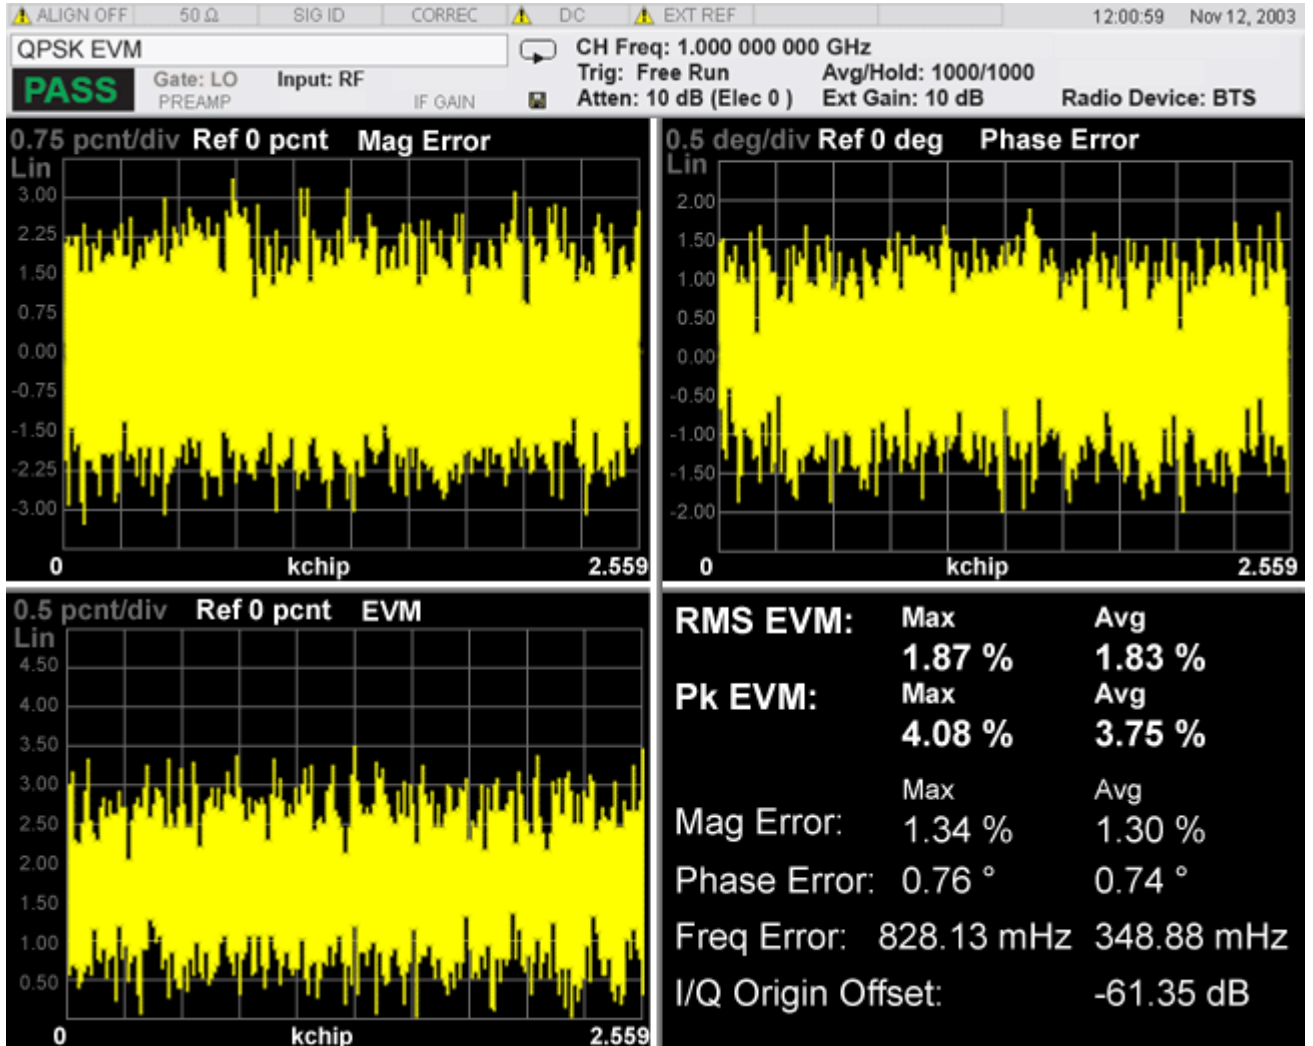 ALIGN OFF 50 Ω SIG ID CORREC DC EXT REF 12:00:59 Nov 12, 2003
QPSK EVM
CH Freq: 1.000 000 000 GHz
PASS Gate: LO Input: RF Trig: Free Run Avg/Hold: 1000/1000
PREAMP IF GAIN Atten: 10 dB (Elec 0 ) Ext Gain: 10 dB Radio Device: BTS
0.75 pcnt/div Ref 0 pcnt Mag Error
Lin
3.00
2.25
1.50
0.75
0.00
-0.75
-1.50
-2.25
-3.00
0 kchip 2.559
0.5 deg/div Ref 0 deg Phase Error
Lin
2.00
1.50
1.00
0.50
0.00
-0.50
-1.00
-1.50
-2.00
0 kchip 2.559
0.5 pcnt/div Ref 0 pcnt EVM
Lin
4.50
4.00
3.50
3.00
2.50
2.00
1.50
1.00
0.50
0 kchip 2.559
RMS EVM: Max Avg
1.87 % 1.83 %
Pk EVM: Max Avg
4.08 % 3.75 %
Max Avg
Mag Error: 1.34 % 1.30 %
Phase Error: 0.76 ° 0.74 °
Freq Error: 828.13 mHz 348.88 mHz
I/Q Origin Offset: -61.35 dB